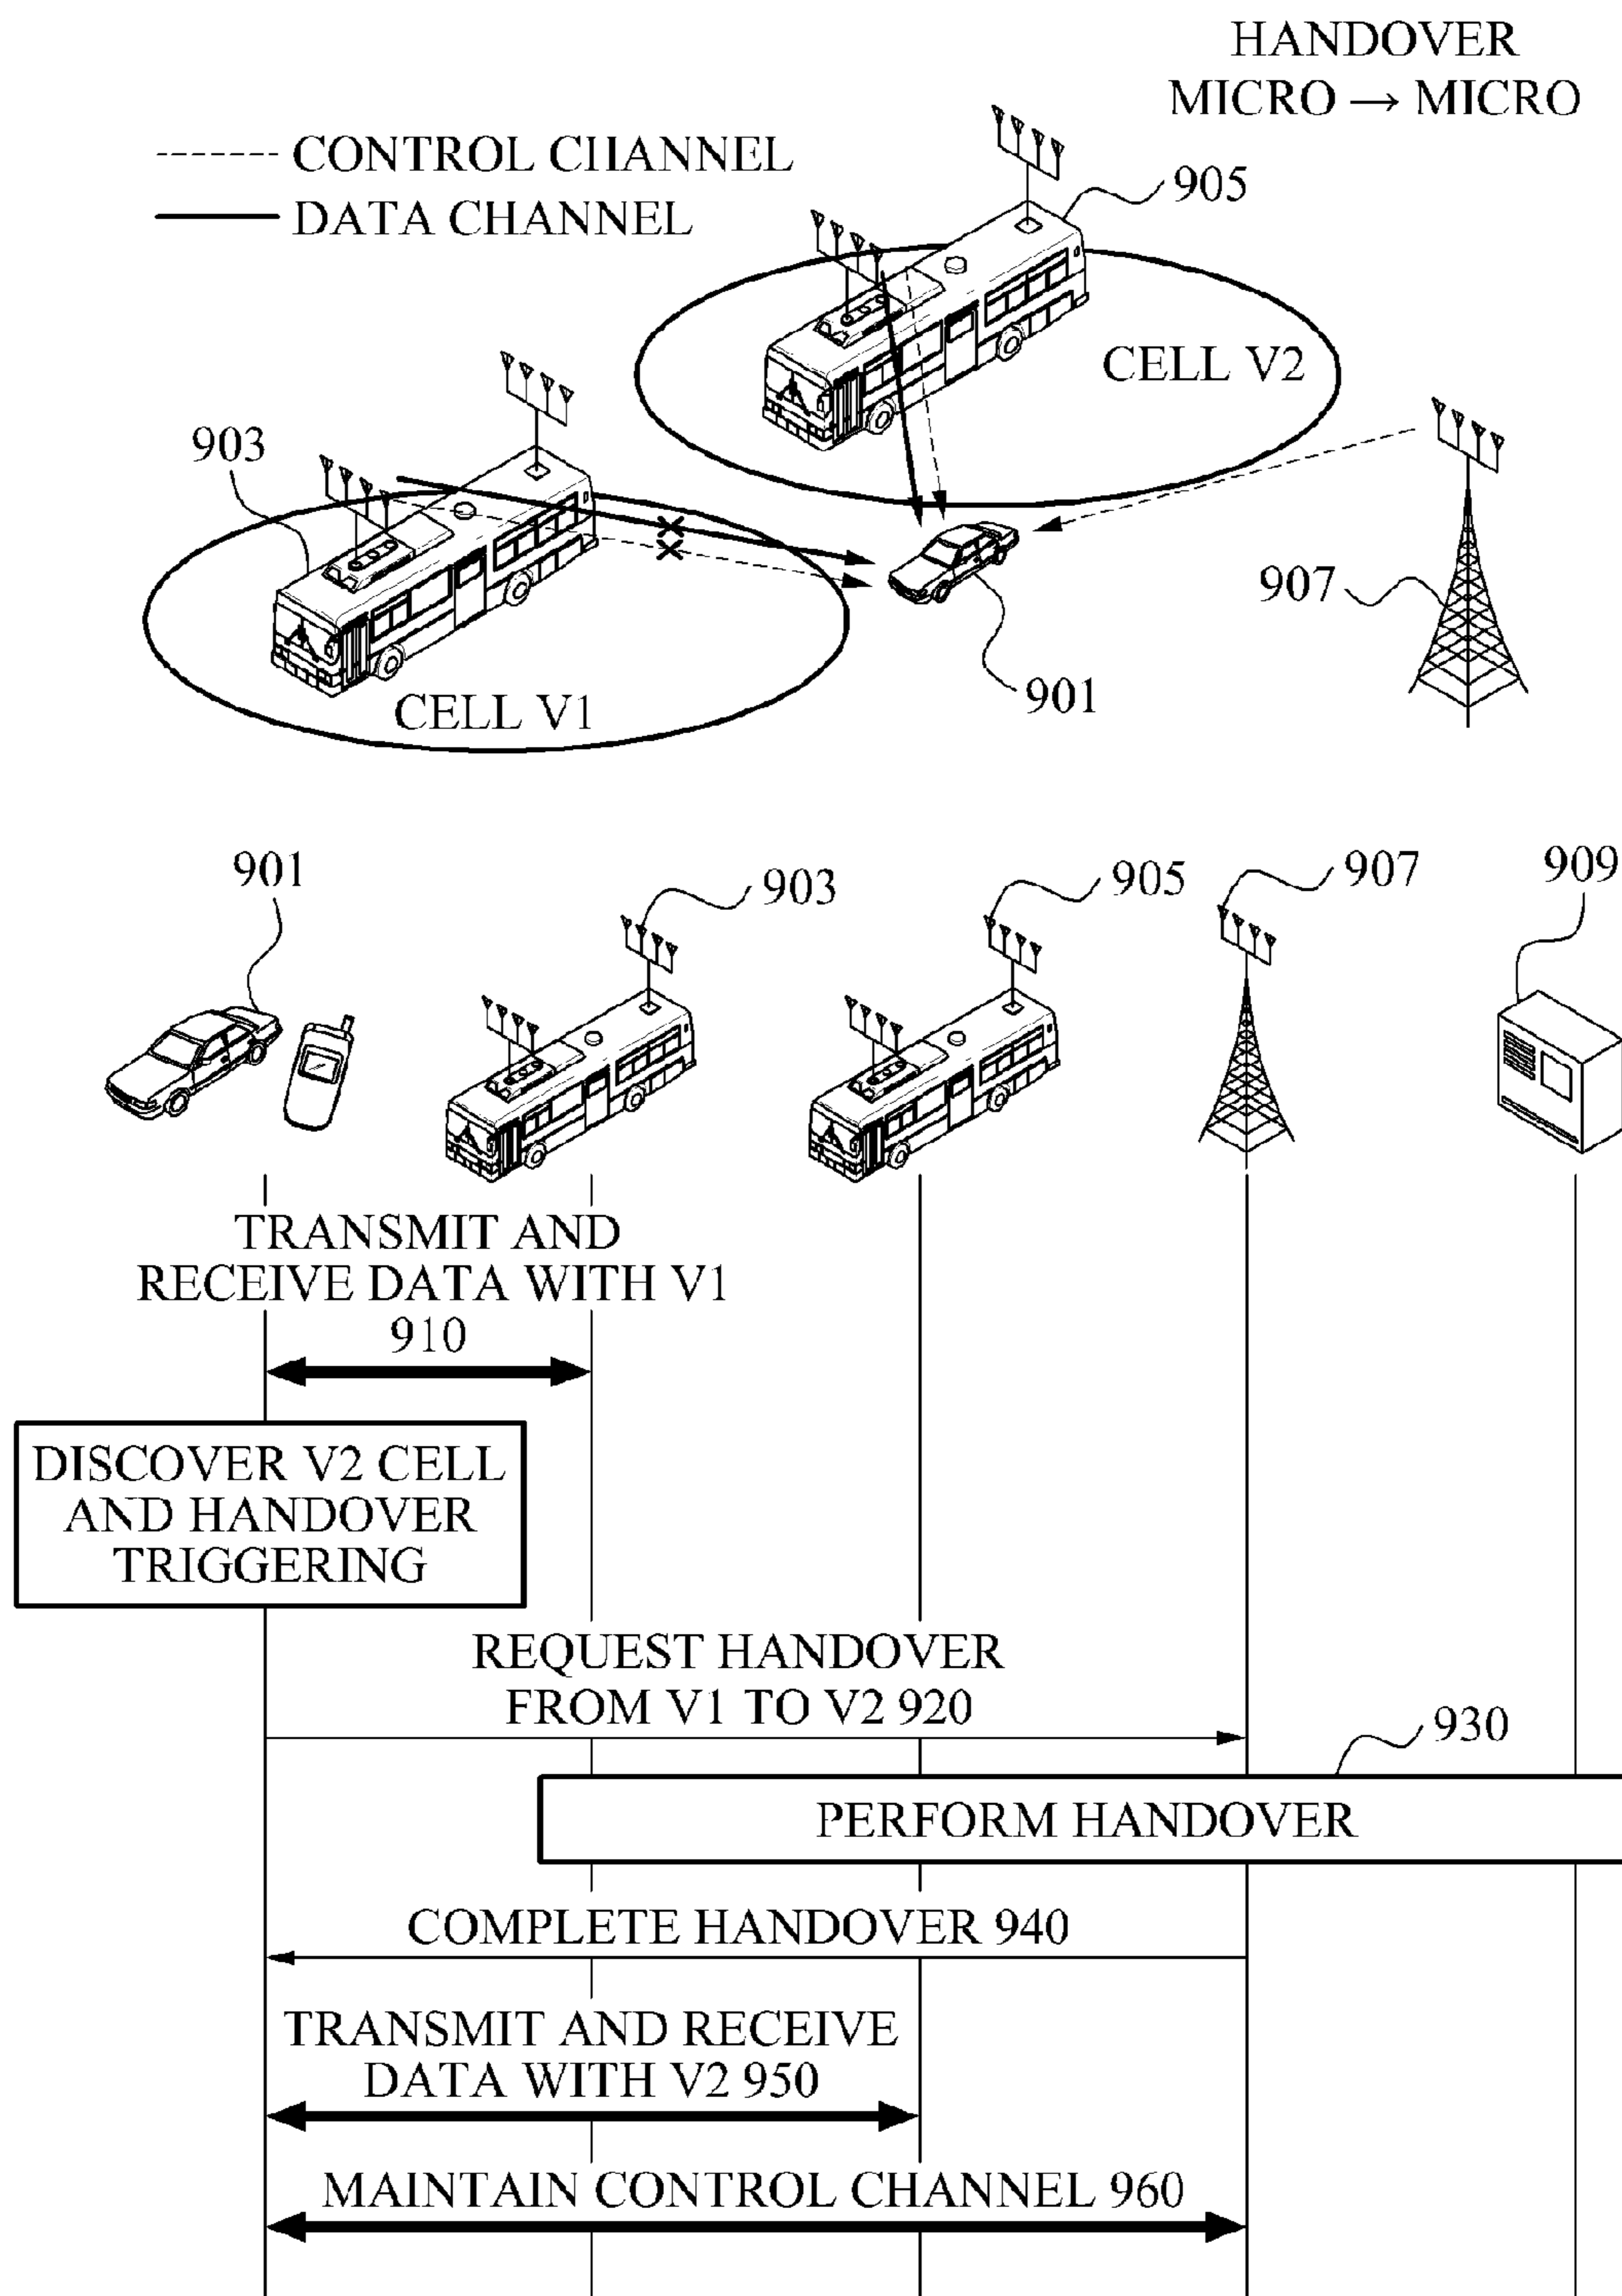 HANDOVER
MICRO → MICRO
CONTROL CHANNEL
DATA CHANNEL
905
CELL V2
903
907
901
CELL V1
901
903
905
907
909
TRANSMIT AND
RECEIVE DATA WITH V1
910
DISCOVER V2 CELL
AND HANDOVER
TRIGGERING
REQUEST HANDOVER
FROM V1 TO V2 920
930
PERFORM HANDOVER
COMPLETE HANDOVER 940
TRANSMIT AND RECEIVE
DATA WITH V2 950
MAINTAIN CONTROL CHANNEL 960